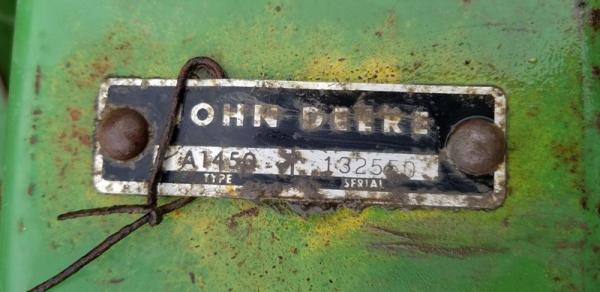 OHN DEERE
A1450 132550
TYPE SERIAL